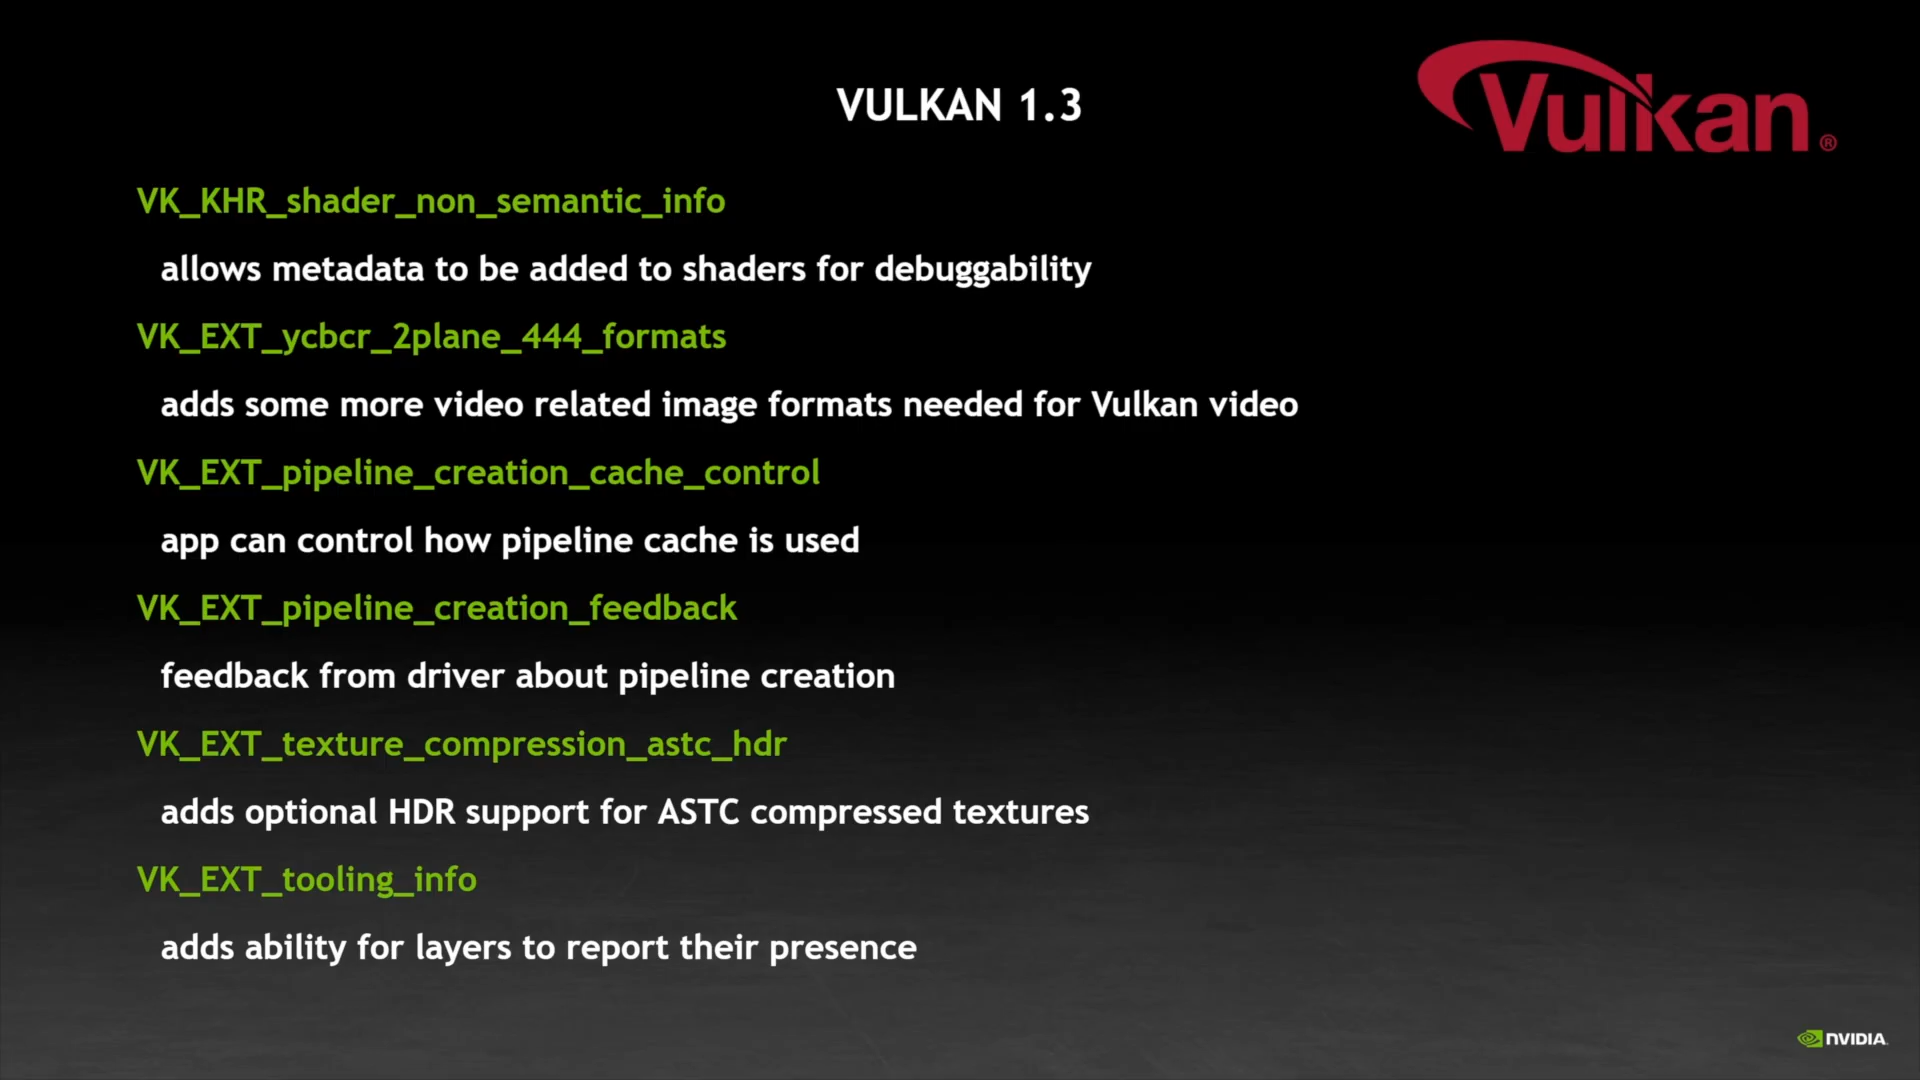 VULKAN 1.3
Vulkan®
VK_KHR_shader_non_semantic_info
allows metadata to be added to shaders for debuggability
VK_EXT_ycbcr_2plane_444_formats
adds some more video related image formats needed for Vulkan video
VK_EXT_pipeline_creation_cache_control
app can control how pipeline cache is used
VK_EXT_pipeline_creation_feedback
feedback from driver about pipeline creation
VK_EXT_texture_compression_astc_hdr
adds optional HDR support for ASTC compressed textures
VK_EXT_tooling_info
adds ability for layers to report their presence
NVIDIA.